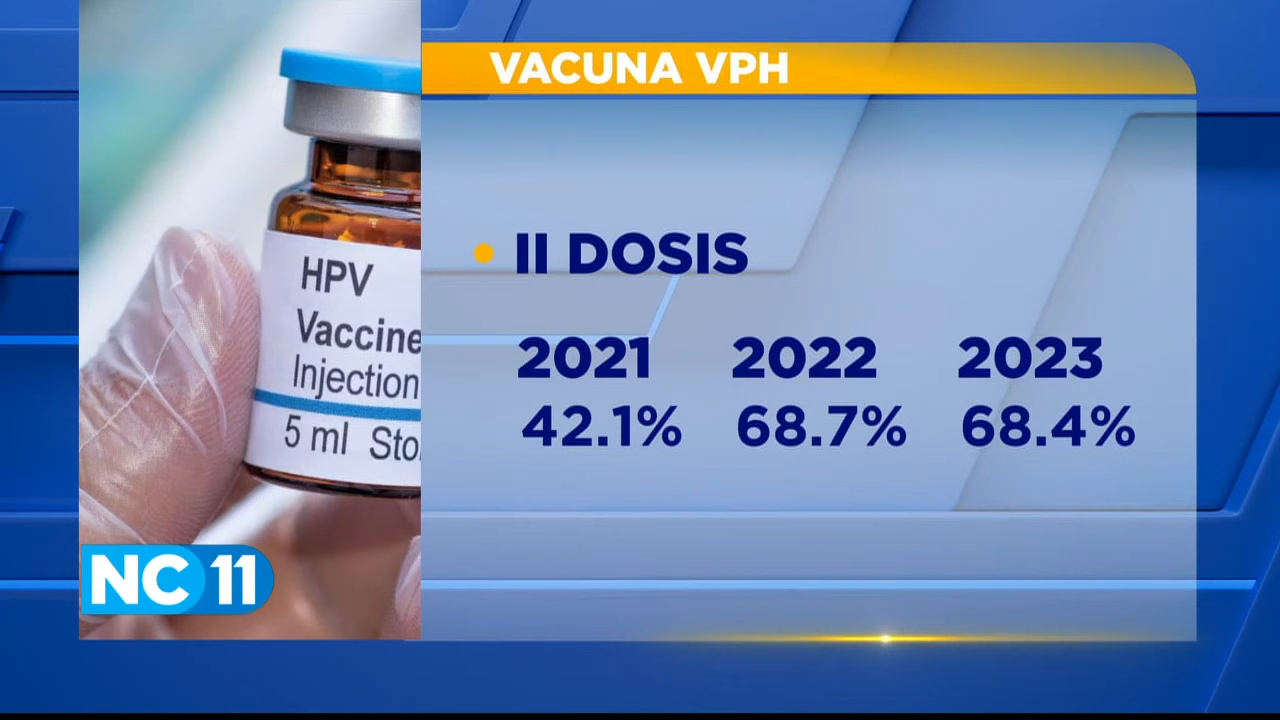 VACUNA VPH
HPV
Vaccine
Injection
5 ml Sto
II DOSIS
2021 2022 2023
42.1% 68.7% 68.4%
NC 11